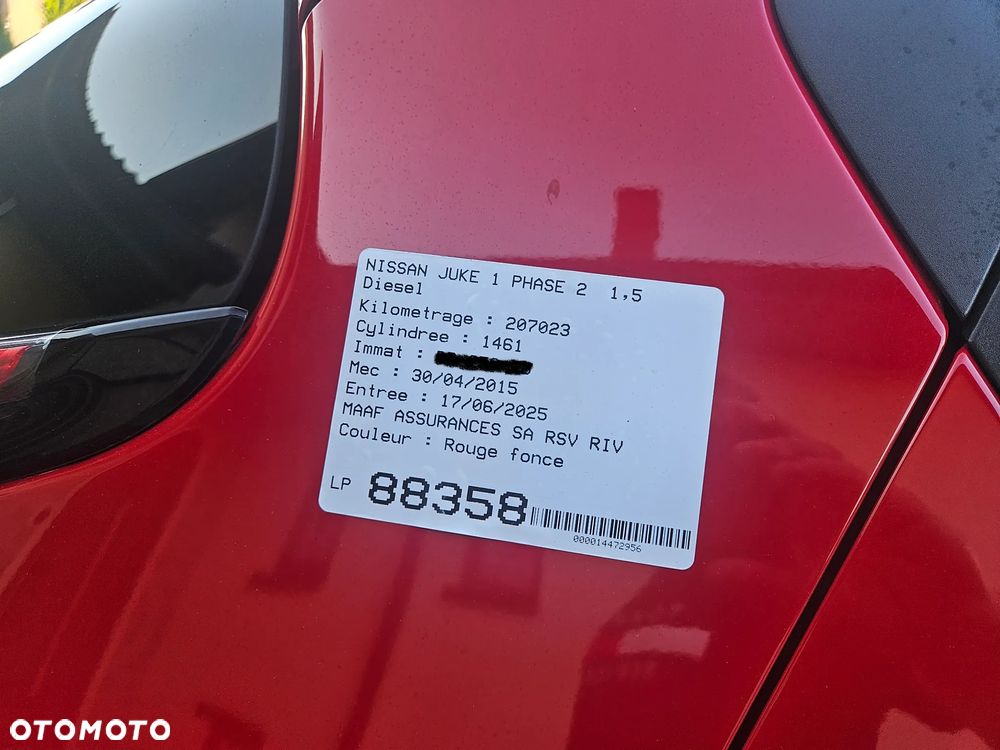 NISSAN JUKE 1 PHASE 2 1,5
Diesel
Kilometrage : 207023
Cylindree : 1461
Immat :
Mec : 30/04/2015
Entree : 17/06/2025
MAAF ASSURANCES SA RSV RIV
Couleur : Rouge fonce
LP 88358
000014472956
OTOMOTO